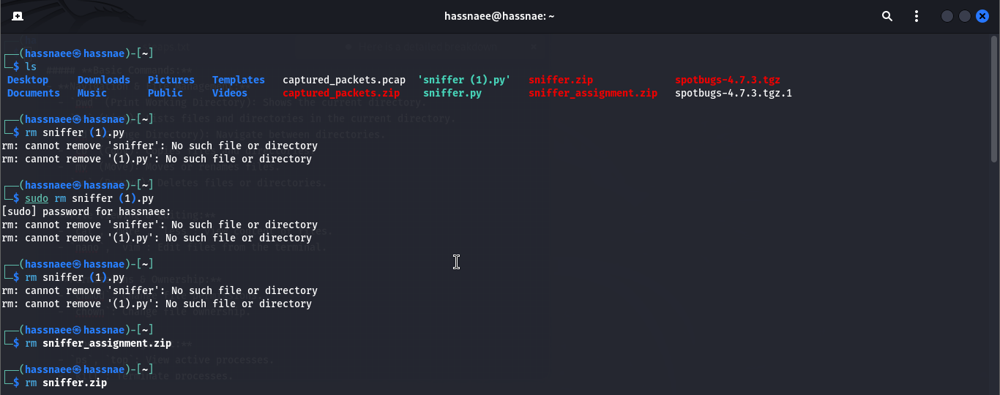 hassnaee@hassnae: ~
┌──(hassnaee㉿hassnae)-[~]
└─$ ls
Desktop Downloads Pictures Templates captured_packets.pcap 'sniffer (1).py' sniffer.zip spotbugs-4.7.3.tgz
Documents Music Public Videos captured_packets.zip sniffer.py sniffer_assignment.zip spotbugs-4.7.3.tgz.1
┌──(hassnaee㉿hassnae)-[~]
└─$ rm sniffer (1).py
rm: cannot remove 'sniffer': No such file or directory
rm: cannot remove '(1).py': No such file or directory
┌──(hassnaee㉿hassnae)-[~]
└─$ sudo rm sniffer (1).py
[sudo] password for hassnaee:
rm: cannot remove 'sniffer': No such file or directory
rm: cannot remove '(1).py': No such file or directory
┌──(hassnaee㉿hassnae)-[~]
└─$ rm sniffer (1).py
rm: cannot remove 'sniffer': No such file or directory
rm: cannot remove '(1).py': No such file or directory
┌──(hassnaee㉿hassnae)-[~]
└─$ rm sniffer_assignment.zip
┌──(hassnaee㉿hassnae)-[~]
└─$ rm sniffer.zip